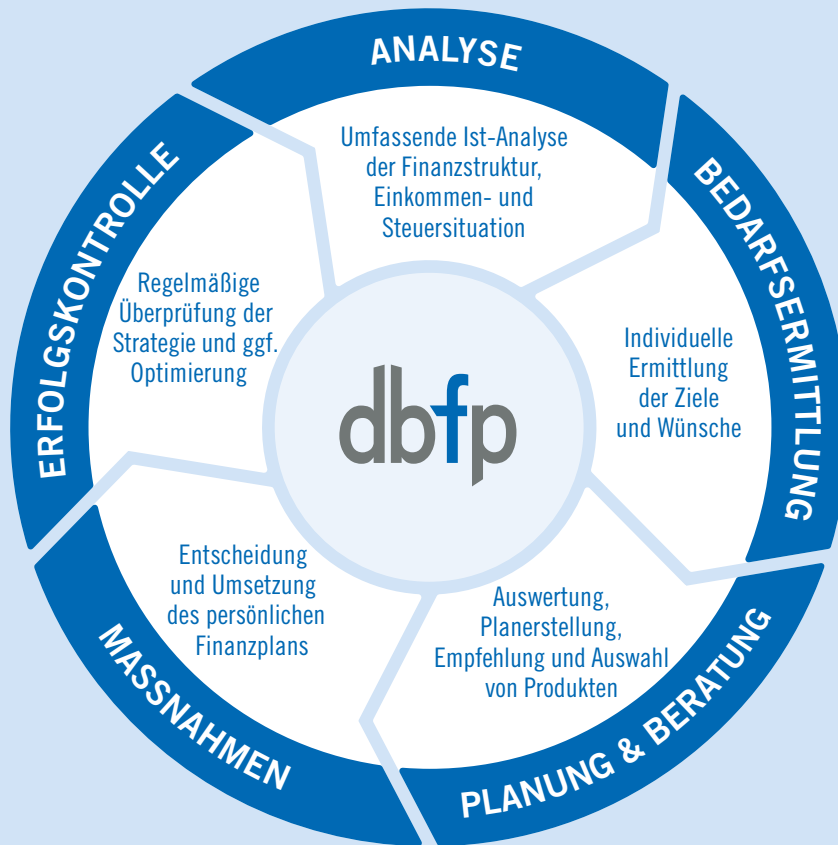 ANALYSE
Umfassende Ist-Analyse
der Finanzstruktur,
Einkommen- und
Steuersituation
BEDARFSERMITTLUNG
Individuelle
Ermittlung
der Ziele
und Wünsche
PLANUNG & BERATUNG
Auswertung,
Planerstellung,
Empfehlung und Auswahl
von Produkten
MASSNAHMEN
Entscheidung
und Umsetzung
des persönlichen
Finanzplans
ERFOLGSKONTROLLE
Regelmäßige
Überprüfung der
Strategie und ggf.
Optimierung
dbfp